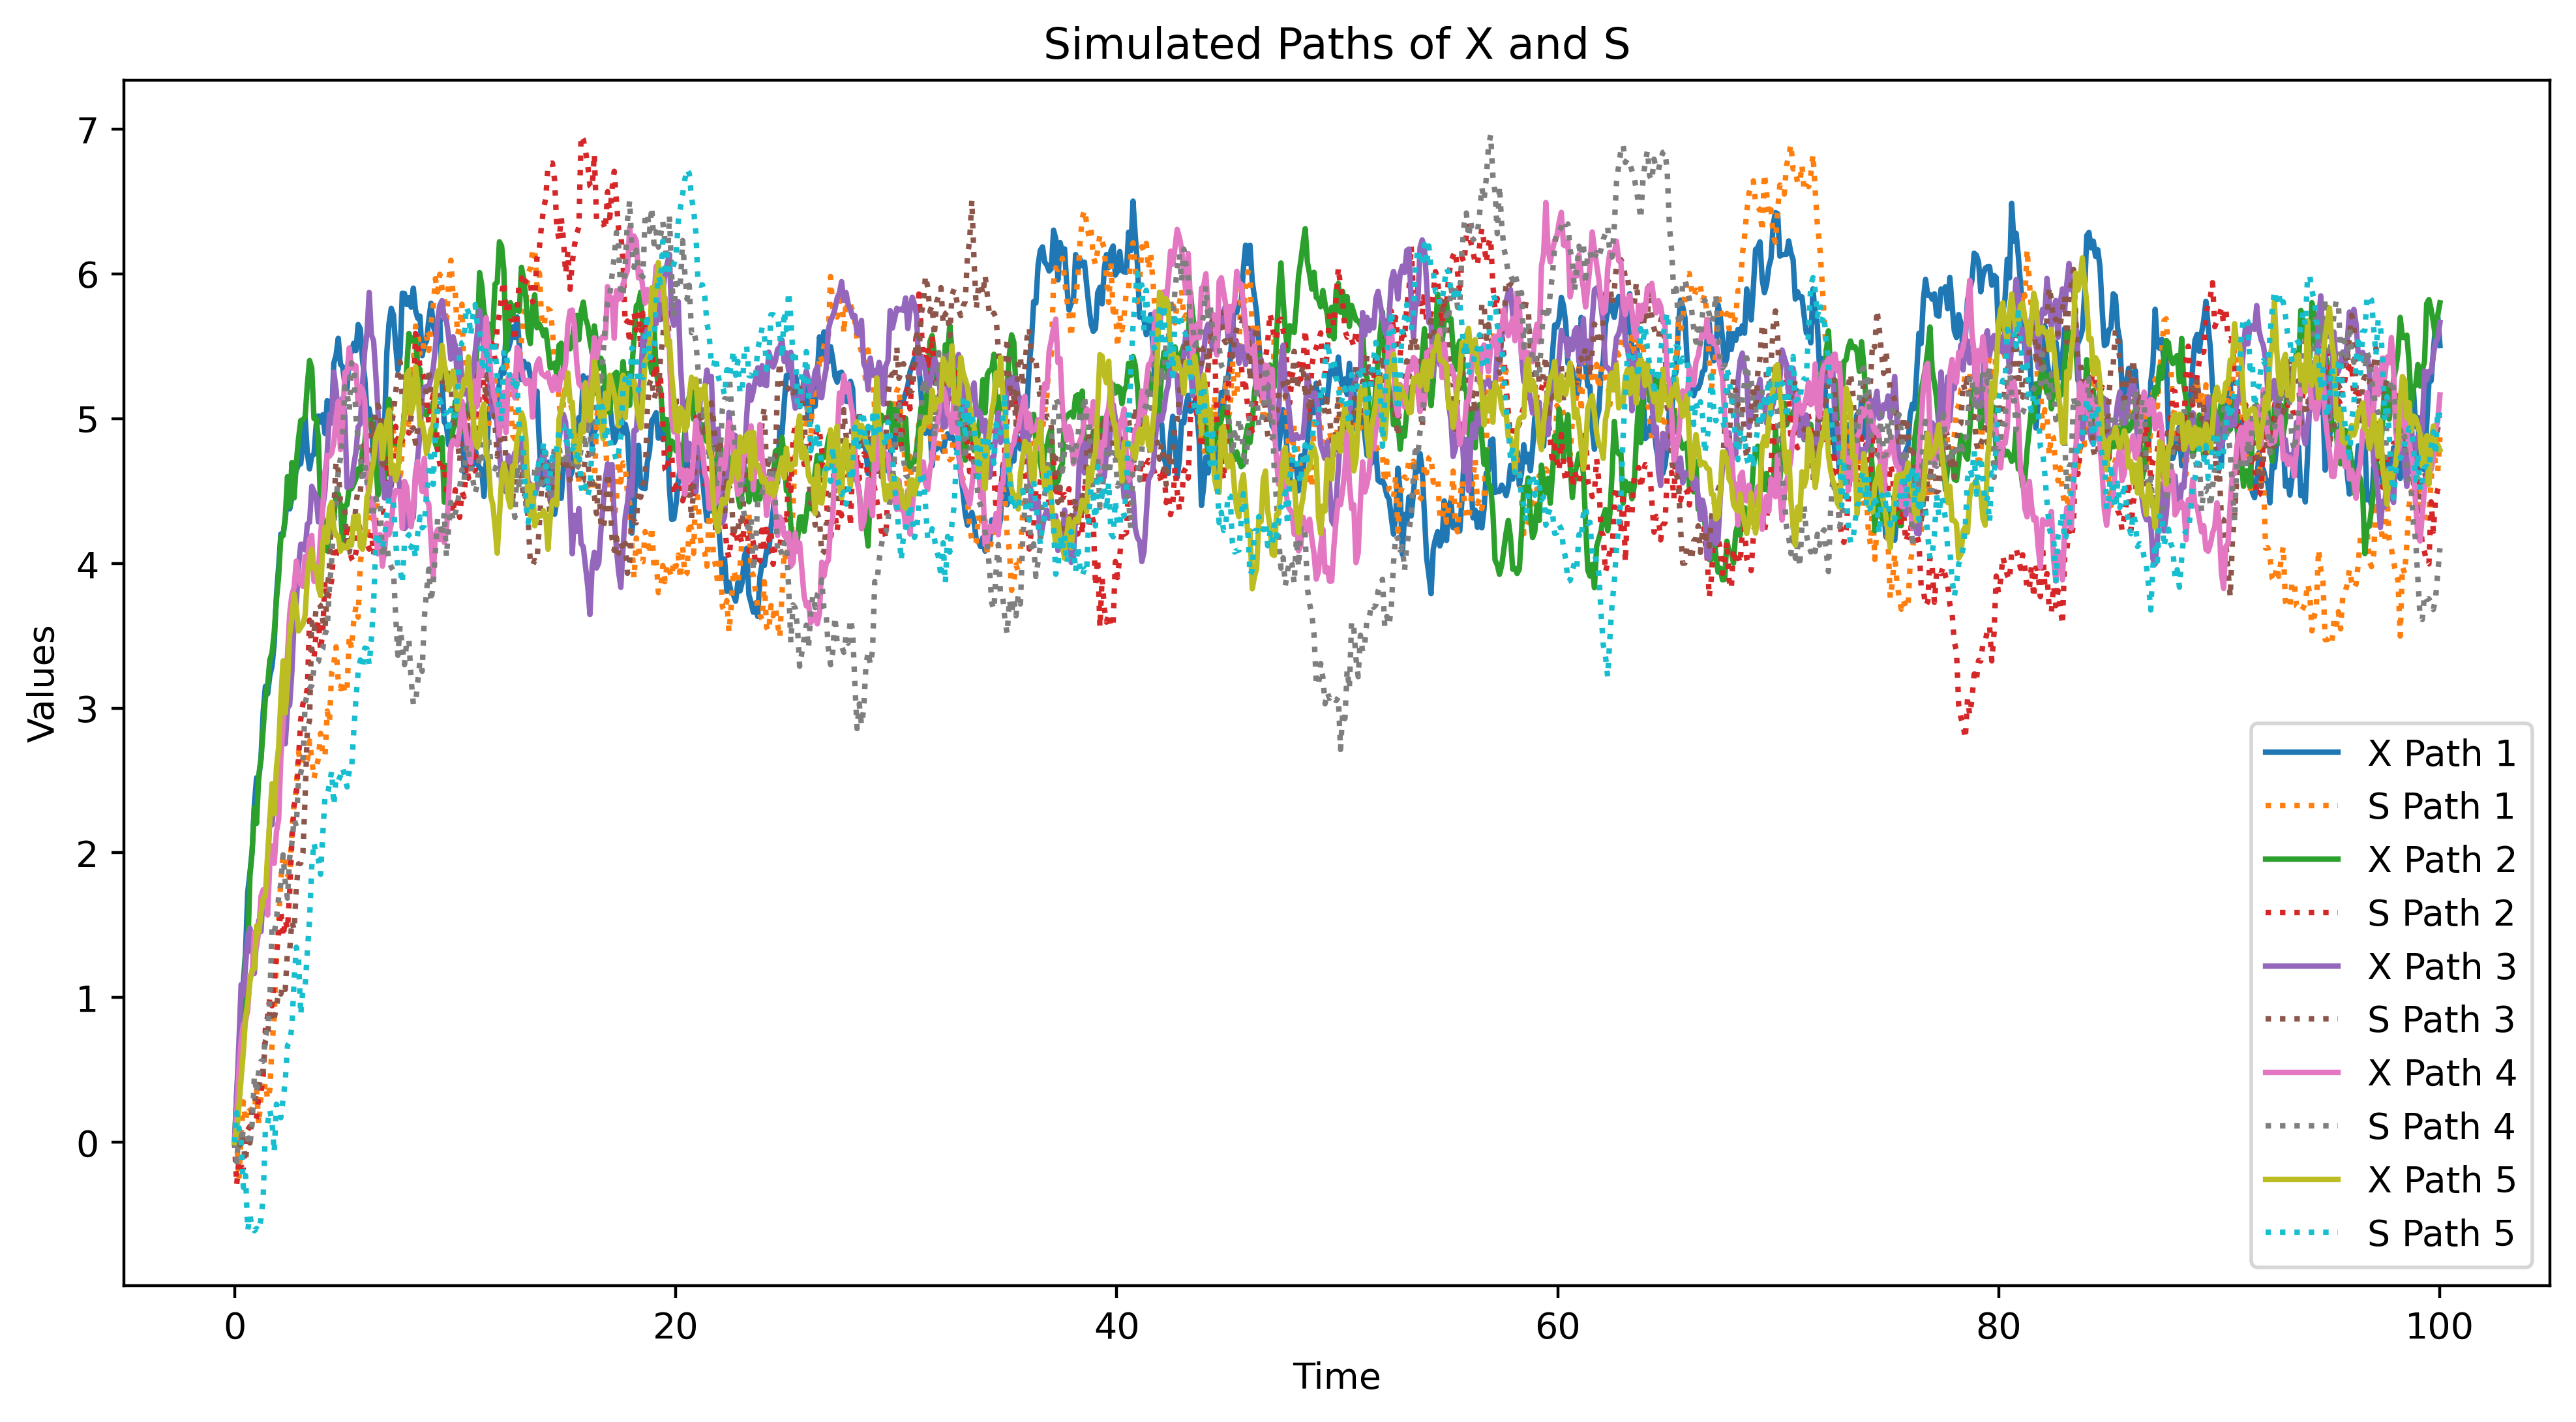 Simulated Paths of X and S
Values
7
6
5
4
3
2
1
0
0 20 40 60 80 100
Time
X Path 1
S Path 1
X Path 2
S Path 2
X Path 3
S Path 3
X Path 4
S Path 4
X Path 5
S Path 5